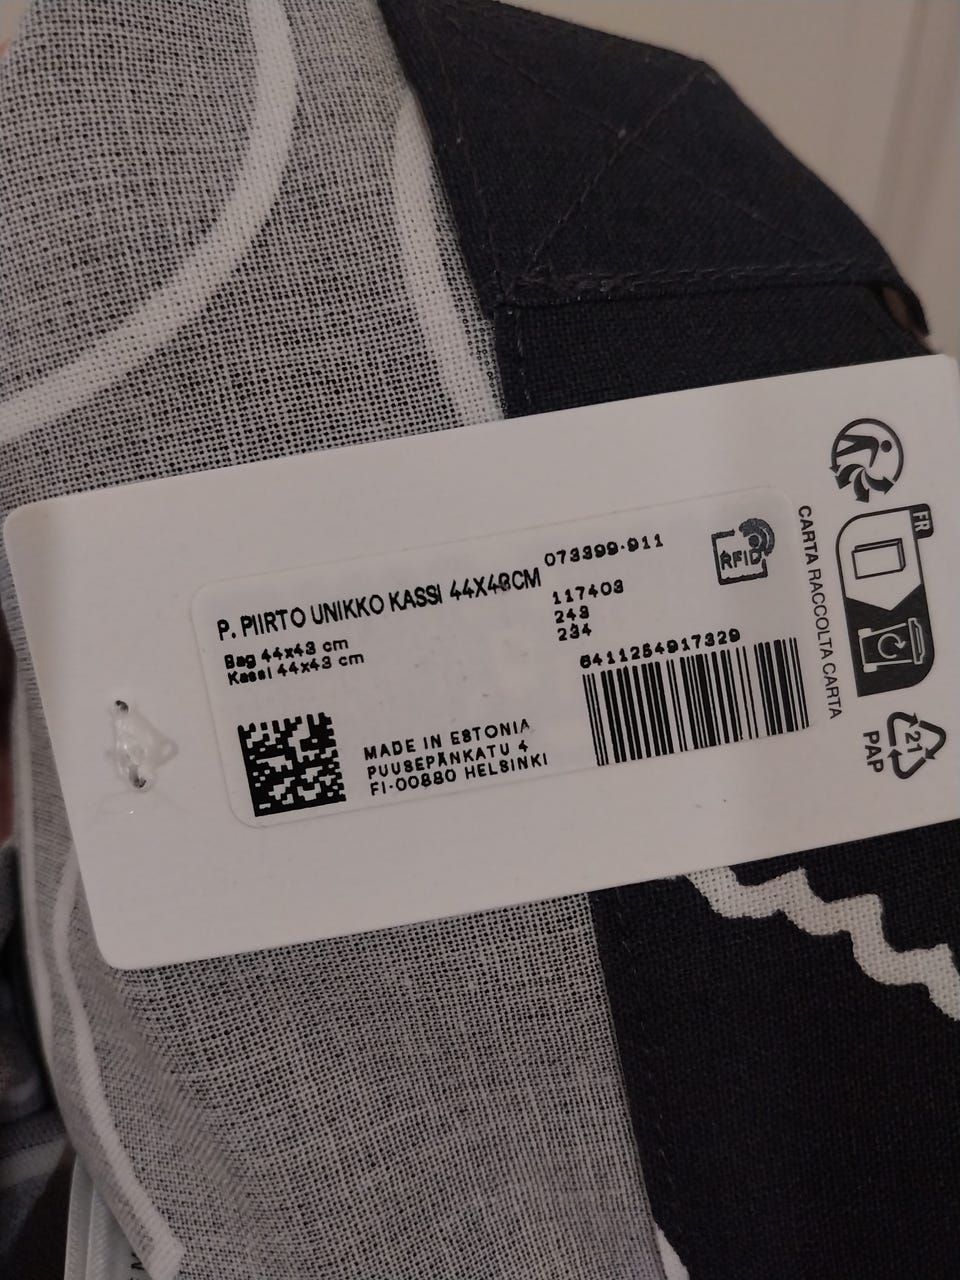 P. PIIRTO UNIKKO KASSI 44X43CM
Bag 44x43 cm
Kassi 44x43 cm
073399-911
117403
243
234
6411254917329
RFID
MADE IN ESTONIA
PUUSEPÄNKATU 4
FI-00880 HELSINKI
CARTA RACCOLTA CARTA
FR
21
PAP